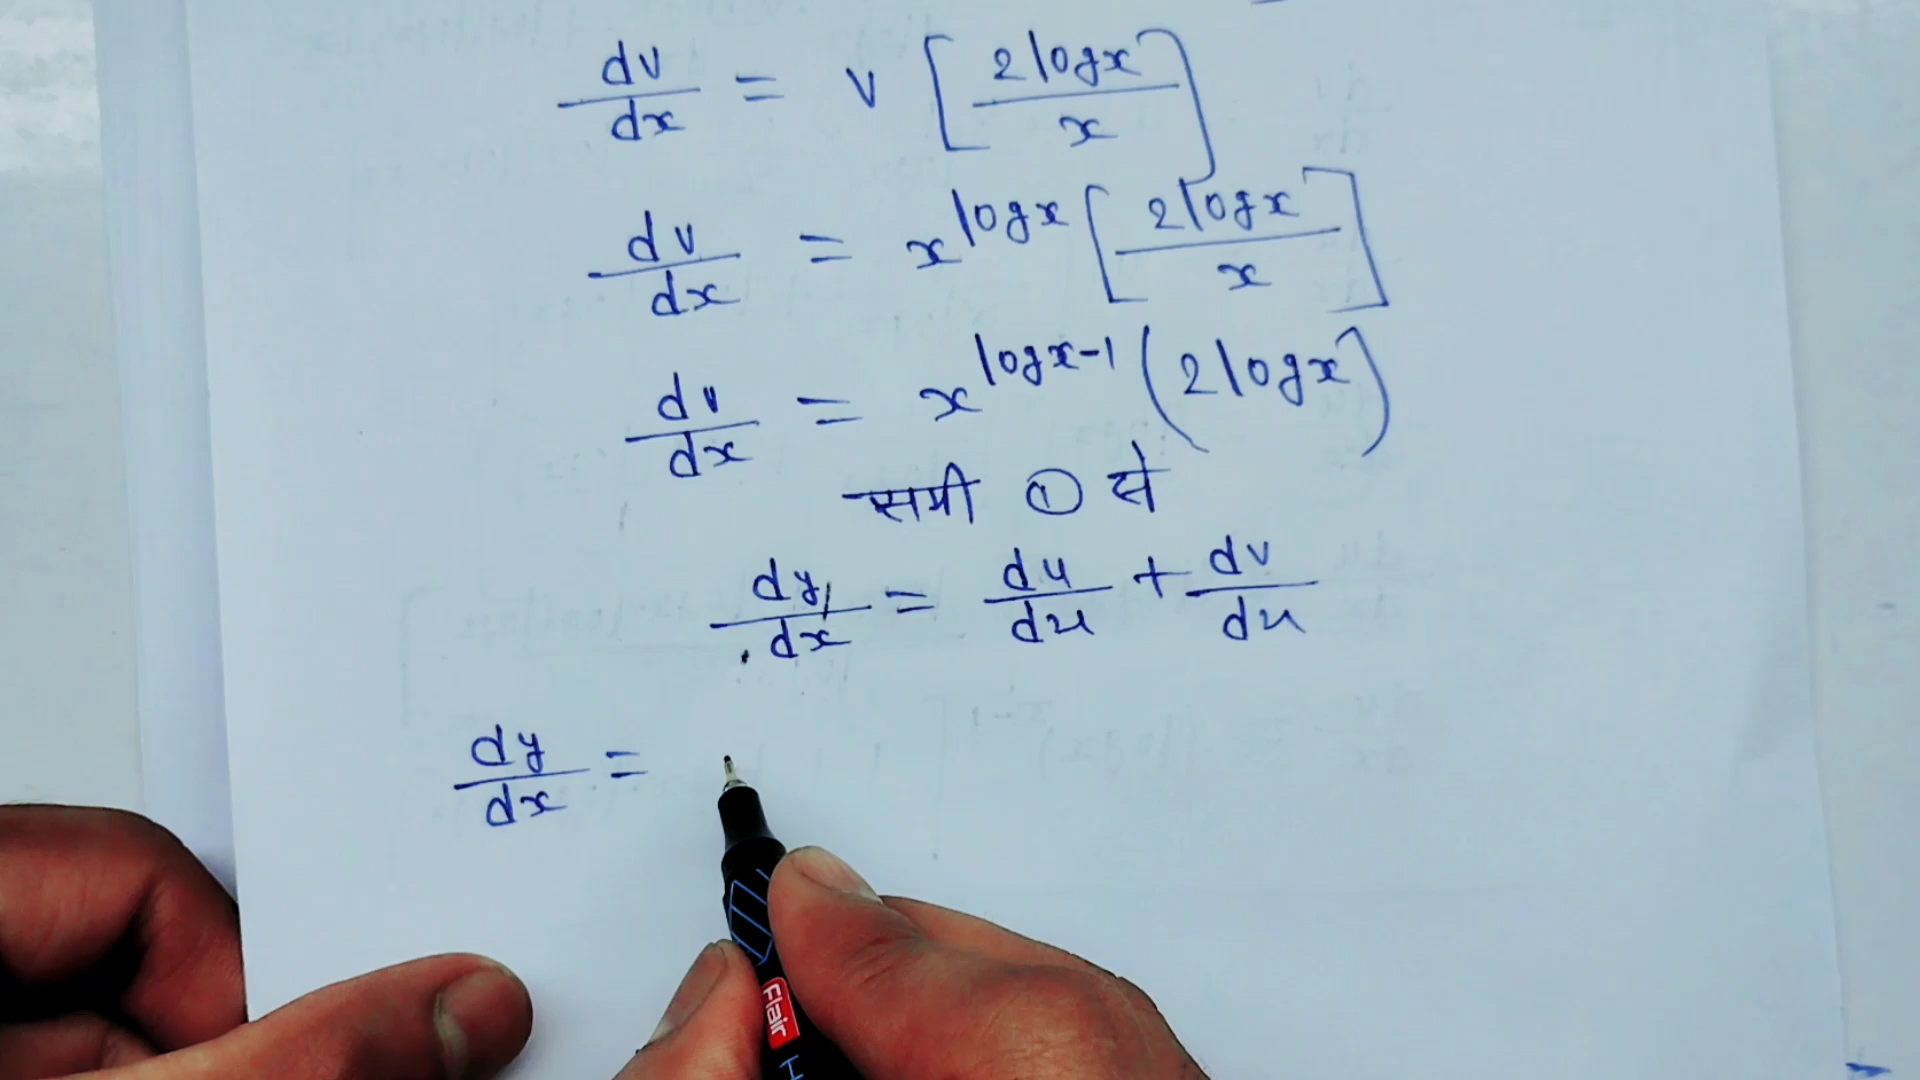 dv/dx = v [2logx/x]
dv/dx = x^logx [2logx/x]
dv/dx = x^logx-1 (2logx)
समी ① से
dy/dx = du/dx + dv/dx
dy/dx =
Flair